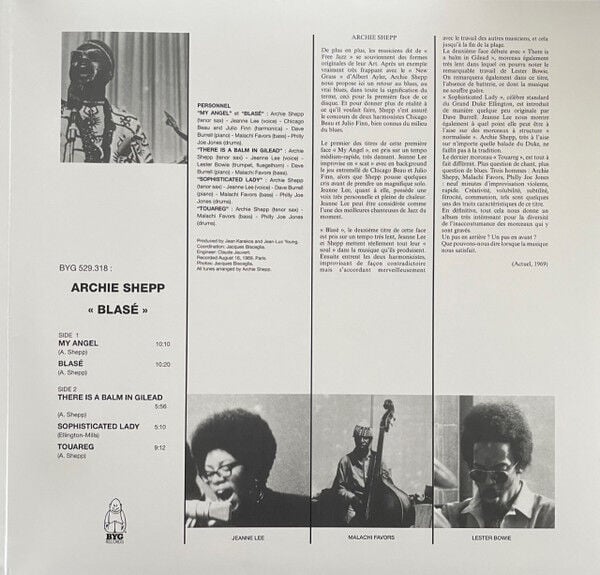 PERSONNEL
"MY ANGEL" et "BLASÉ" : Archie Shepp
(tenor sax) - Jeanne Lee (voice) - Chicago
Beau and Julio Finn (harmonica) - Dave
Burrell (piano) - Malachi Favors (bass) - Philly
Joe Jones (drums).
"THERE IS A BALM IN GILEAD" : Archie
Shepp (tenor sax) - Jeanne Lee (voice) -
Lester Bowie (trumpet, fluegelhorn) - Dave
Burrell (piano) - Malachi Favors (bass) -
Philly Joe Jones (drums).
"SOPHISTICATED LADY" : Archie Shepp (tenor
sax) - Jeanne Lee (voice) - Dave Burrell
(piano) - Malachi Favors (bass) - Philly Joe
Jones (drums).
"TOUAREG" : Archie Shepp (tenor sax) -
Malachi Favors (bass) - Philly Joe Jones
(drums).
Produced by Jean Karakos and Jean-Luc Young.
Coordination: Jacques Bisceglia.
Engineer: Claude Jauvert.
Recorded August 16, 1969, Paris.
Photos: Jacques Bisceglia.
All tunes arranged by Archie Shepp.
BYG 529.318 :
ARCHIE SHEPP
« BLASÉ »
SIDE 1
MY ANGEL 10:10
(A. Shepp)
BLASÉ 10:20
(A. Shepp)
SIDE 2
THERE IS A BALM IN GILEAD
5:56
(A. Shepp)
SOPHISTICATED LADY 5:10
(Ellington-Mills)
TOUAREG 9:12
(A. Shepp)
BYG
RECORDS
ARCHIE SHEPP
De plus en plus, les musiciens dit de «
Free Jazz » se souviennent des formes
originales de leur Art. Après un exemple
vraiment très frappant avec le « New
Grass » d'Albert Ayler, Archie Shepp
nous propose ici un retour au blues, au
vrai blues, dans toute la signification du
terme, ceci pour la première face de ce
disque. Et pour donner plus de réalité à
ce qu'il voulait faire, Shepp s'est assuré
le concours de deux harmonicistes Chicago
Beau et Julio Finn, bien connus du milieu
du blues.
Le premier des titres de cette première
face « My Angel », est pris sur un tempo
médium-rapide, très dansant. Jeanne Lee
improvise en « scat » avec en background
le jeu entremêlé de Chicago Beau et Julio
Finn, alors que Shepp pousse quelques
cris avant de prendre un magnifique solo.
Jeanne Lee, quant à elle, possède une
voix très personnelle et pleine de chaleur.
Jeanne Lee peut être considérée comme
l'une des meilleures chanteuses de Jazz du
moment.
« Blasé », le deuxième titre de cette face
est pris sur un tempo très lent, Jeanne Lee
et Shepp mettent réellement tout leur «
soul » dans la musique qu'ils produisent.
Ensuite entrent les deux harmonicistes,
improvisant de façon contradictoire
mais s'accordant merveilleusement
avec le travail des autres musiciens, et cela
jusqu'à la fin de la plage.
La deuxième face débute avec « There is
a balm in Gilead », morceau également
très lent dans lequel on pourra noter le
remarquable travail de Lester Bowie.
On remarquera également dans ce titre,
l'absence de batterie, ce dont la musique
ne souffre guère.
« Sophisticated Lady », célèbre standard
du Grand Duke Ellington, est introduit
de manière quelque peu originale par
Dave Burrell. Jeanne Lee nous montre
également à quel point elle peut être à
l'aise sur des morceaux à structure «
normalisée ». Archie Shepp, très à l'aise
sur n'importe quelle balade du Duke, ne
faillit pas à la tradition.
Le dernier morceau « Touareg », est tout à
fait différent. Plus question de chant, plus
question de blues. Trois hommes : Archie
Shepp, Malachi Favors, Philly Joe Jones
: neuf minutes d'improvisation violente,
rapide. Créativité, volubilité, subtilité,
férocité, communion, tels sont quelques
uns des traits caractéristiques de ce titre.
En définitive, tout cela nous donne un
album très intéressant pour la diversité
de l'inaccoutumance des morceaux qui y
sont gravés.
Un pas en arrière ? Un pas en avant ?
Que pouvons-nous dire lorsque la musique
nous satisfait.
(Actuel, 1969)
JEANNE LEE
MALACHI FAVORS
LESTER BOWIE